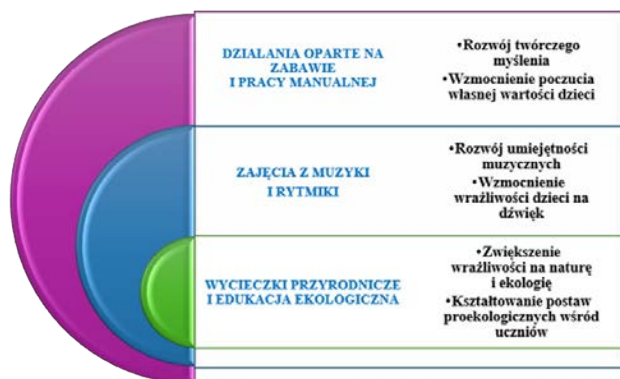 DZIALANIA OPARTE NA
ZABAWIE
I PRACY MANUALNEJ
•Rozwój twórczego
myślenia
•Wzmocnienie poczucia
własnej wartości dzieci
ZAJĘCIA Z MUZYKI
I RYTMIKI
•Rozwój umiejętności
muzycznych
•Wzmocnienie
wrażliwości dzieci na
dźwięk
WYCIECZKI PRZYRODNICZE
I EDUKACJA EKOLOGICZNA
•Zwiększenie
wrażliwości na naturę
i ekologię
•Kształtowanie postaw
proekologicznych wśród
uczniów